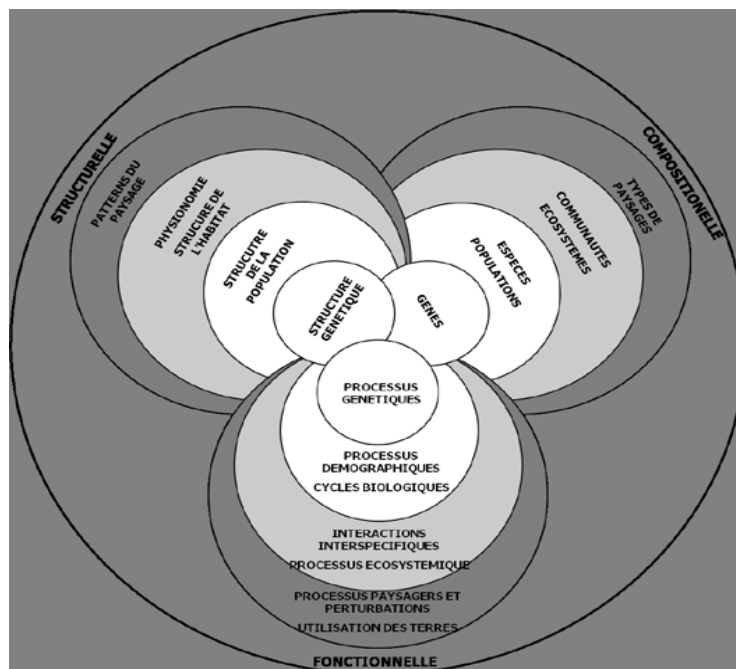 STRUCTURELLE
PATTERNS DU
PAYSAGE
PHYSIONOMIE
STRUCURE DE
L'HABITAT
STRUCUTRE
DE LA
POPULATION
STRUCTURE
GENETIQUE
COMPOSITIONELLE
TYPES DE
PAYSAGES
COMMUNAUTES
ECOSYSTEMES
ESPECES
POPULATIONS
GENES
PROCESSUS
GENETIQUES
PROCESSUS
DEMOGRAPHIQUES
CYCLES BIOLOGIQUES
INTERACTIONS
INTERSPECIFIQUES
PROCESSUS ECOSYSTEMIQUE
PROCESSUS PAYSAGERS ET
PERTURBATIONS
UTILISATION DES TERRES
FONCTIONNELLE